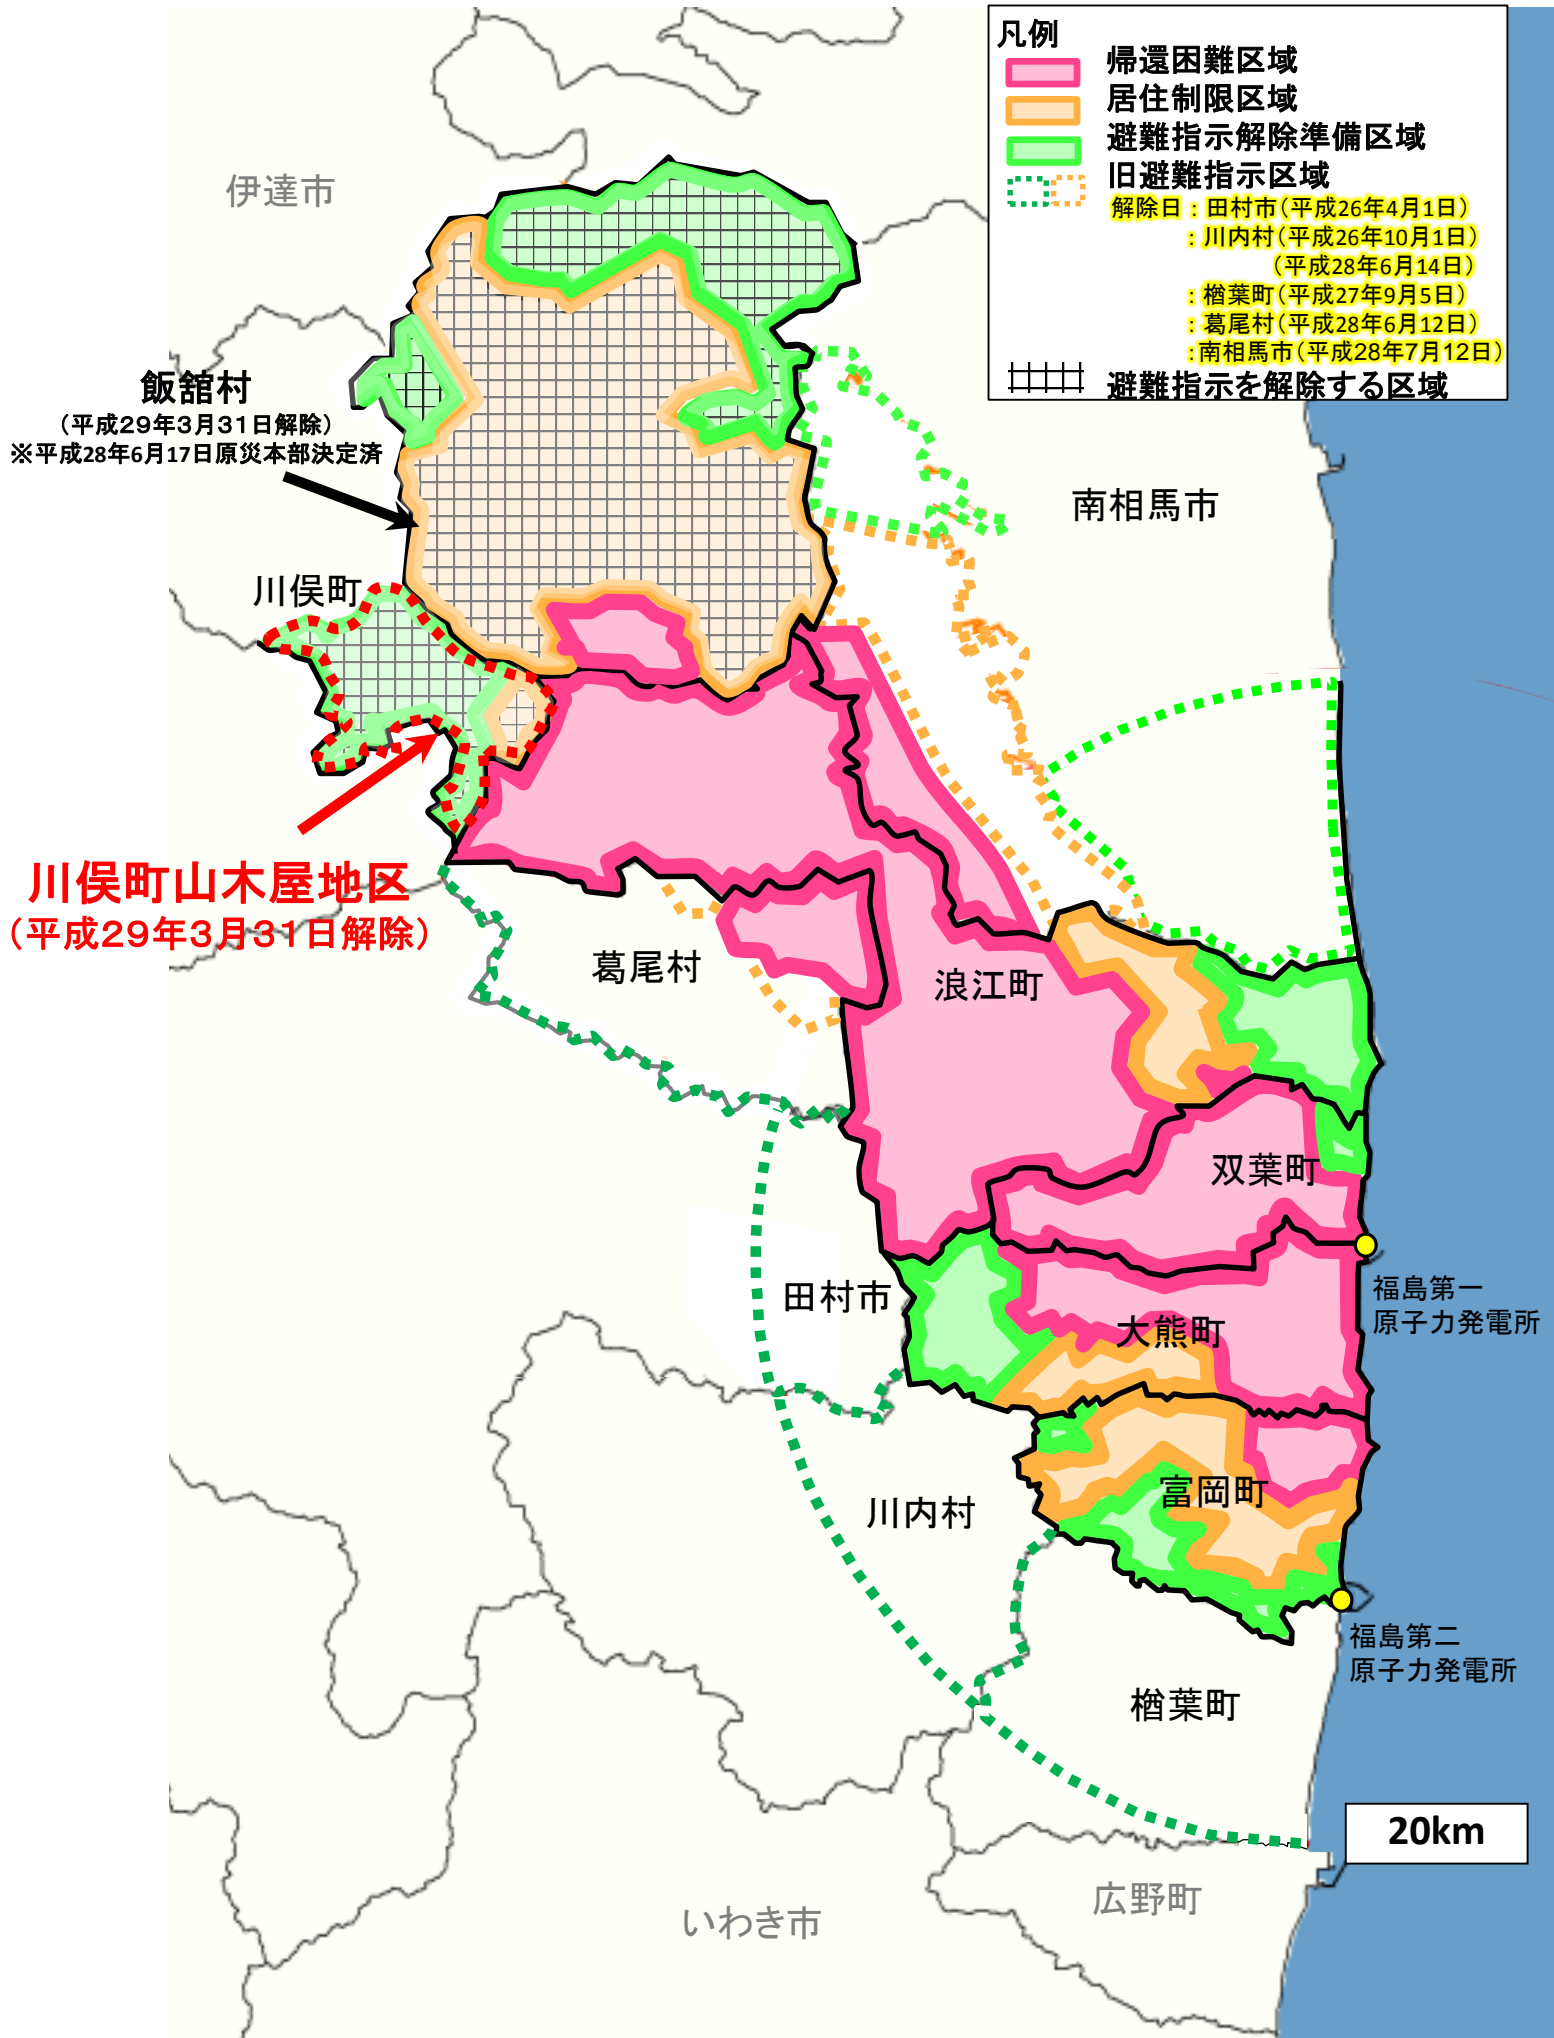 凡例
帰還困難区域
居住制限区域
避難指示解除準備区域
旧避難指示区域
解除日：田村市（平成26年4月1日）
：川内村（平成26年10月1日）
（平成28年6月14日）
：楢葉町（平成27年9月5日）
：葛尾村（平成28年6月12日）
：南相馬市（平成28年7月12日）
避難指示を解除する区域
伊達市
飯舘村
（平成29年3月31日解除）
※平成28年6月17日原災本部決定済
南相馬市
川俣町
川俣町山木屋地区
（平成29年3月31日解除）
葛尾村
浪江町
双葉町
田村市
福島第一
原子力発電所
大熊町
富岡町
川内村
福島第二
原子力発電所
楢葉町
20km
広野町
いわき市